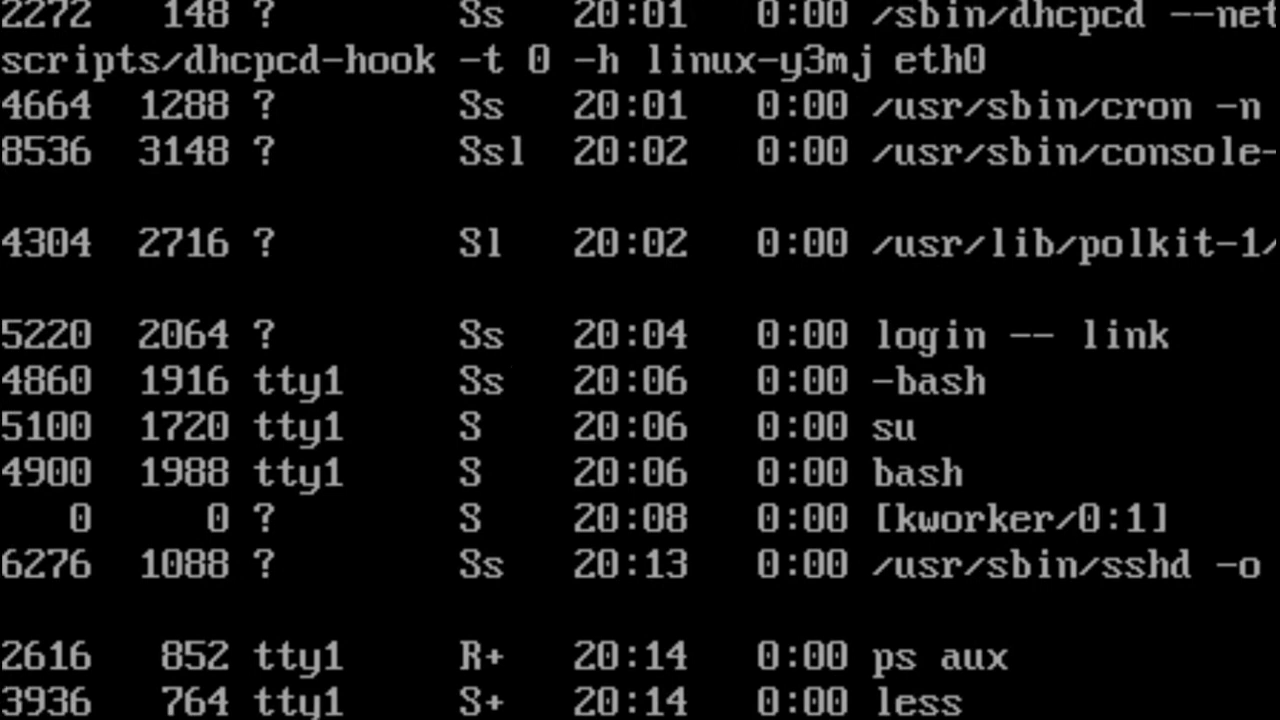 2272 148 ? Ss 20:01 0:00 /sbin/dhcpcd --net
scripts/dhcpcd-hook -t 0 -h linux-y3mj eth0
4664 1288 ? Ss 20:01 0:00 /usr/sbin/cron -n
8536 3148 ? Ssl 20:02 0:00 /usr/sbin/console-
4304 2716 ? Sl 20:02 0:00 /usr/lib/polkit-1/
5220 2064 ? Ss 20:04 0:00 login -- link
4860 1916 tty1 Ss 20:06 0:00 -bash
5100 1720 tty1 S 20:06 0:00 su
4900 1988 tty1 S 20:06 0:00 bash
0 0 ? S 20:08 0:00 [kworker/0:1]
6276 1088 ? Ss 20:13 0:00 /usr/sbin/sshd -o
2616 852 tty1 R+ 20:14 0:00 ps aux
3936 764 tty1 S+ 20:14 0:00 less